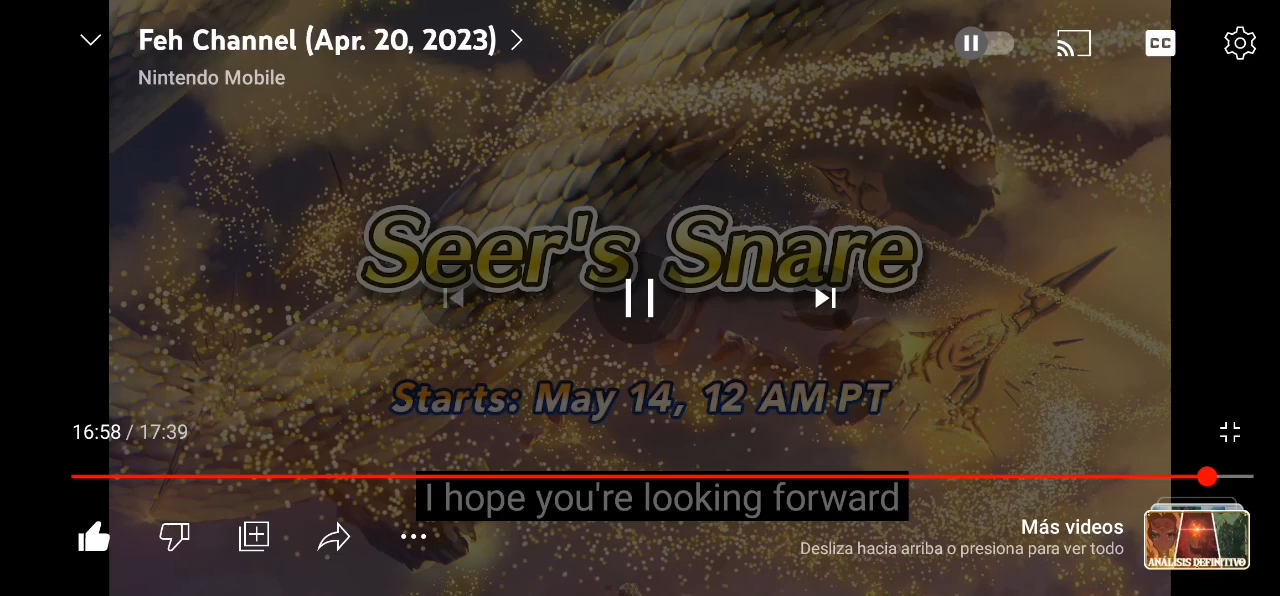 Feh Channel (Apr. 20, 2023)
Nintendo Mobile
CC
Seer's Snare
Starts: May 14, 12 AM PT
16:58 / 17:39
I hope you're looking forward
Más videos
Desliza hacia arriba o presiona para ver todo
ANÁLISIS DEFINITIVO